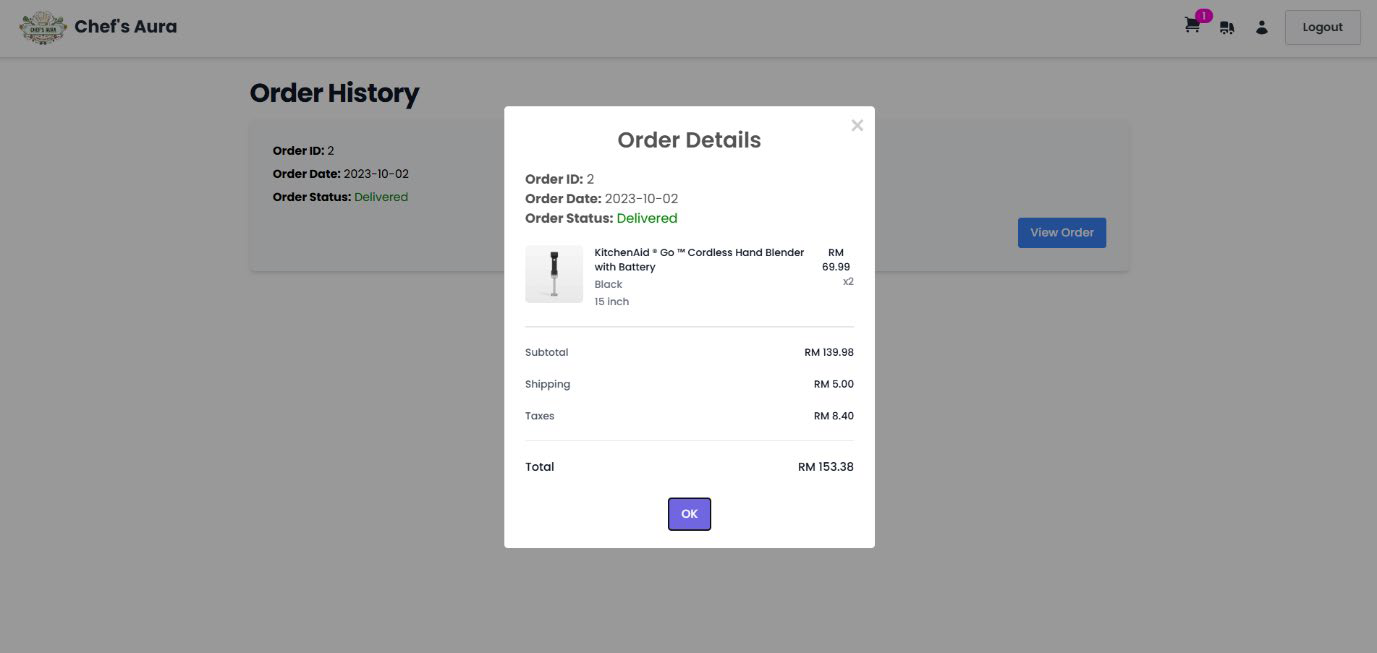 CHEF'S AURA
Chef's Aura
1
Logout
Order History
Order ID: 2
Order Date: 2023-10-02
Order Status: Delivered
View Order
×
Order Details
Order ID: 2
Order Date: 2023-10-02
Order Status: Delivered
KitchenAid ® Go ™ Cordless Hand Blender
with Battery
Black
15 inch
RM
69.99
x2
Subtotal RM 139.98
Shipping RM 5.00
Taxes RM 8.40
Total RM 153.38
OK